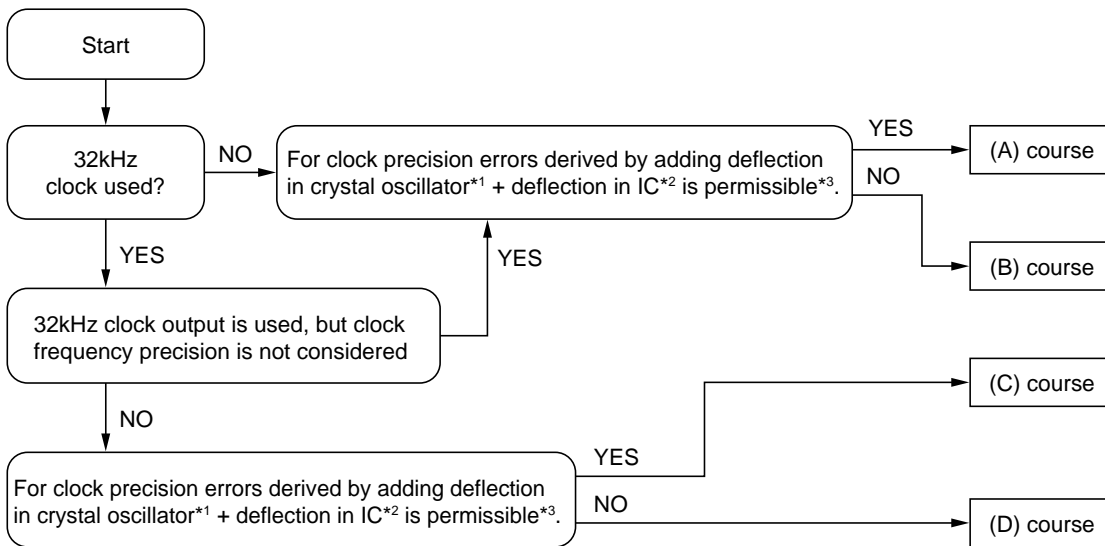 Start
32kHz
clock used?
NO
For clock precision errors derived by adding deflection
in crystal oscillator*1 + deflection in IC*2 is permissible*3.
YES
(A) course
NO
(B) course
YES
YES
32kHz clock output is used, but clock
frequency precision is not considered
NO
(C) course
For clock precision errors derived by adding deflection
in crystal oscillator*1 + deflection in IC*2 is permissible*3.
YES
NO
(D) course